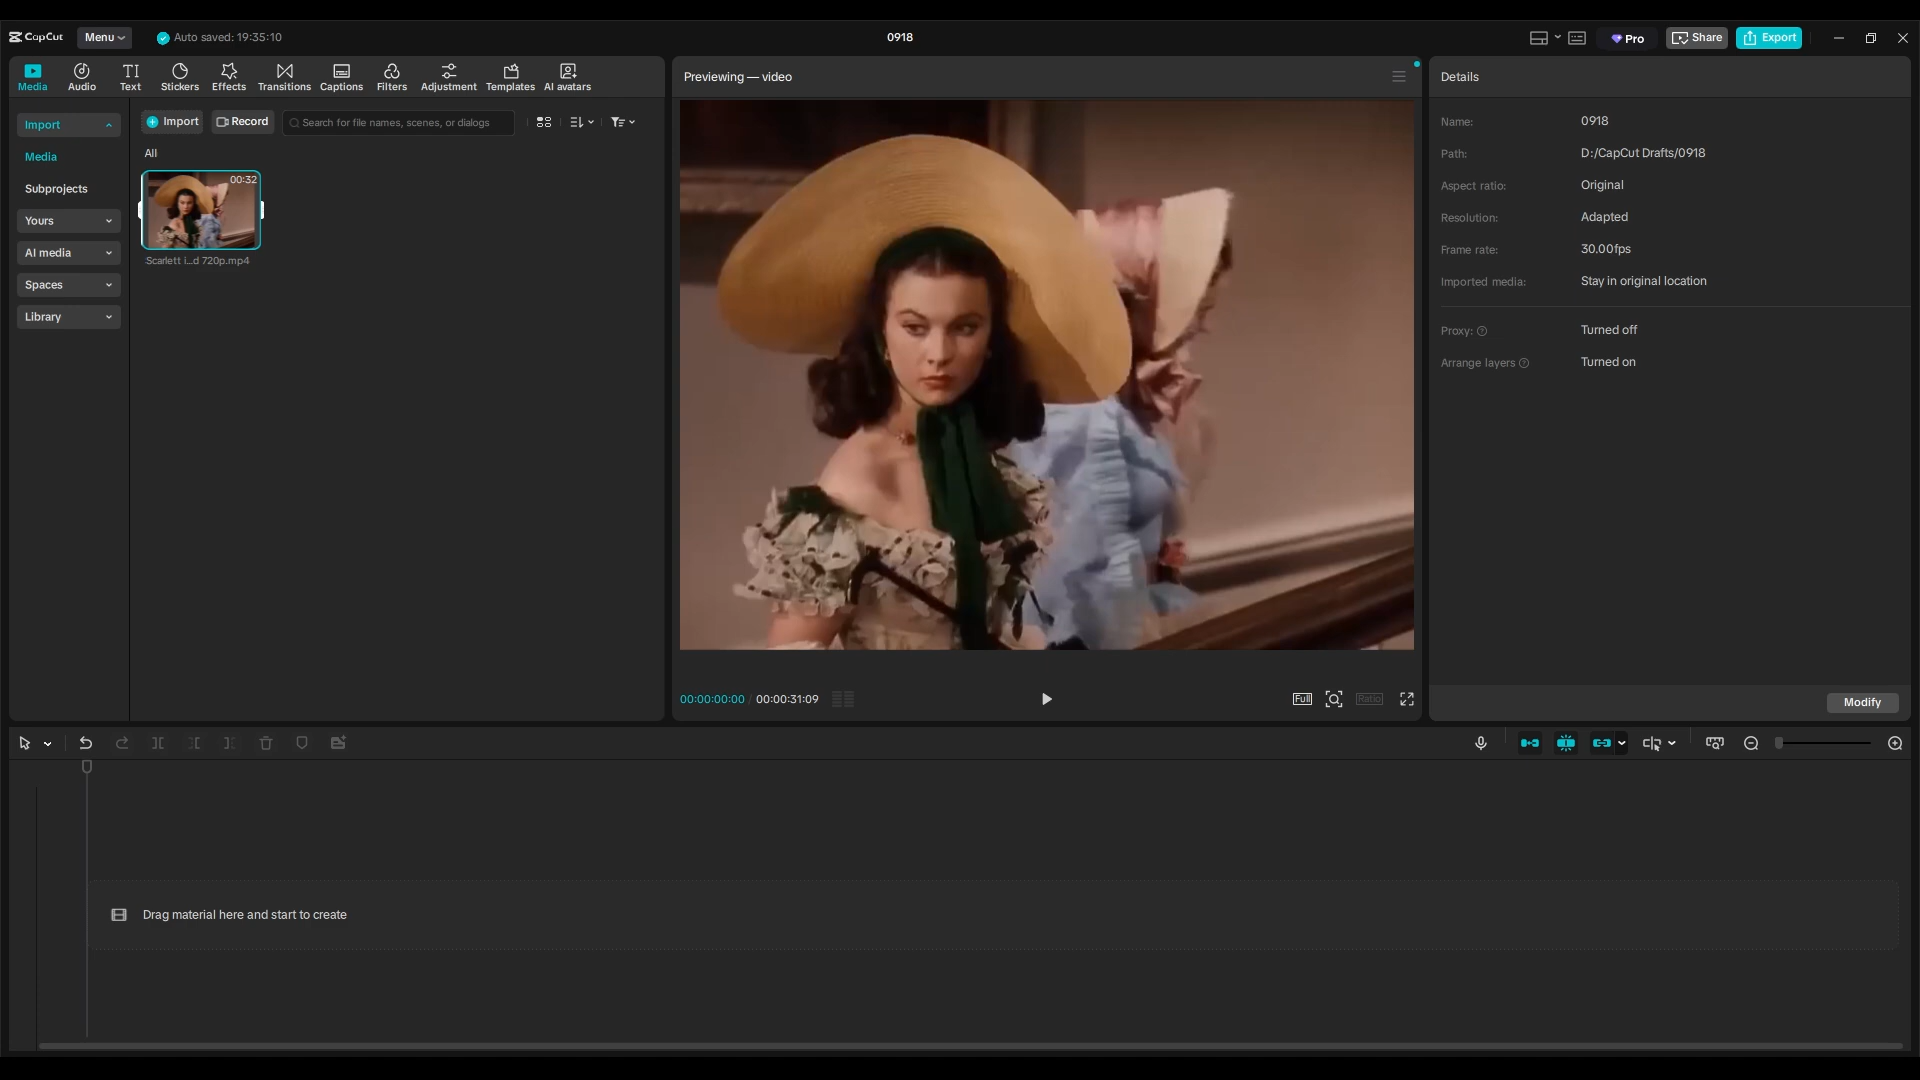 CapCut
Menu
Auto saved: 19:35:10
0918
Pro
Share
Export
Media
Audio
Text
Stickers
Effects
Transitions
Captions
Filters
Adjustment
Templates
AI avatars
Import
Media
Subprojects
Yours
AI media
Spaces
Library
Import
Record
Search for file names, scenes, or dialogs
All
00:32
Scarlett i...d 720p.mp4
Previewing — video
00:00:00:00 / 00:00:31:09
Full
Ratio
Details
Name: 0918
Path: D:/CapCut Drafts/0918
Aspect ratio: Original
Resolution: Adapted
Frame rate: 30.00fps
Imported media: Stay in original location
Proxy: Turned off
Arrange layers Turned on
Modify
Drag material here and start to create